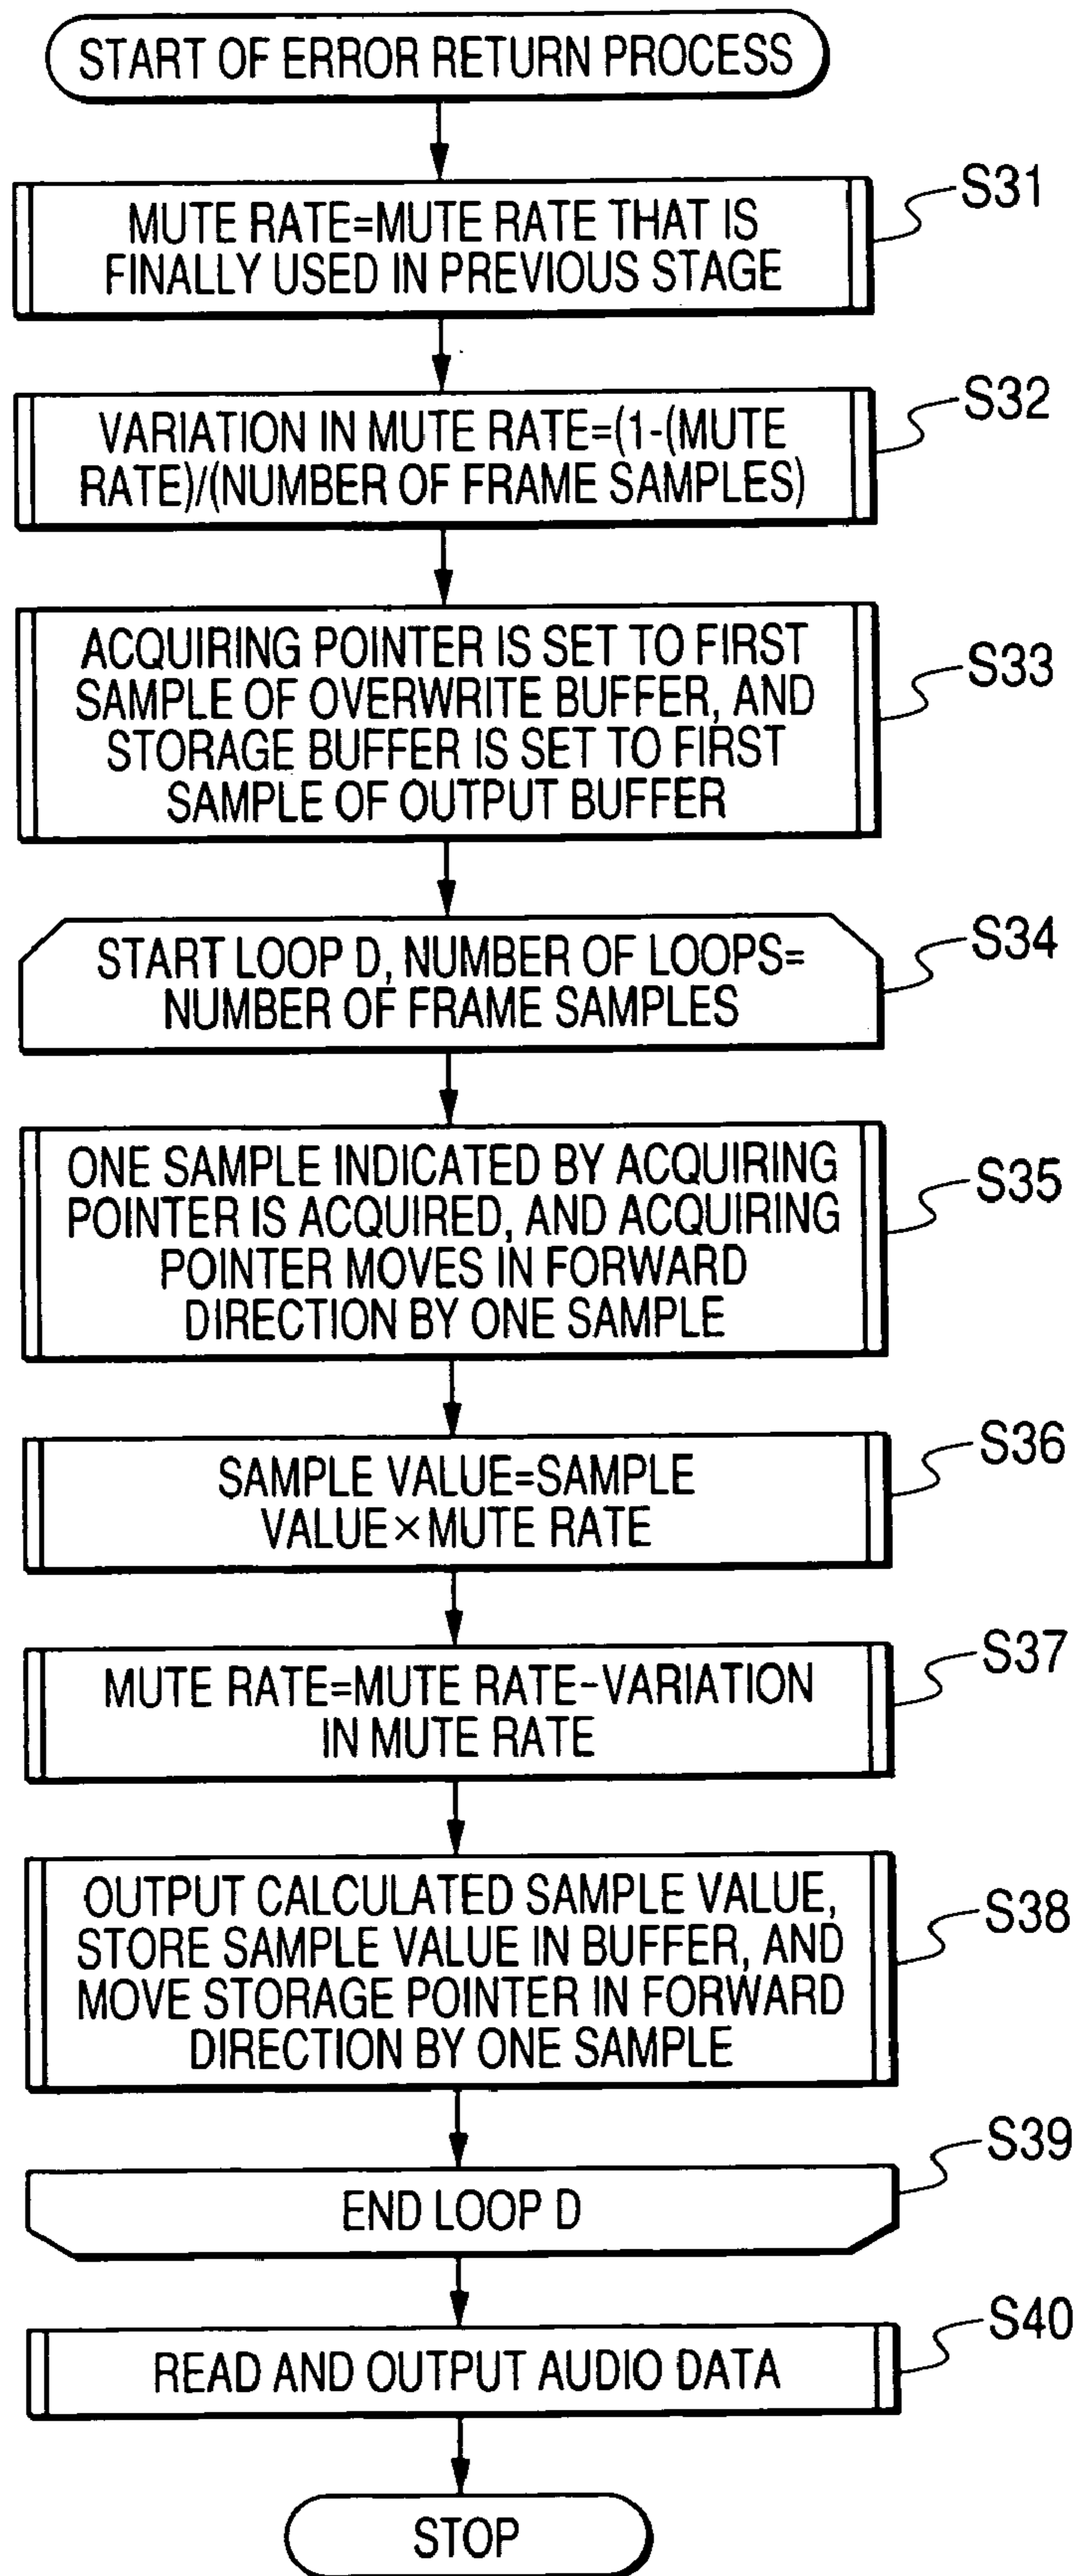 START OF ERROR RETURN PROCESS
S31
MUTE RATE=MUTE RATE THAT IS
FINALLY USED IN PREVIOUS STAGE
S32
VARIATION IN MUTE RATE=(1-(MUTE
RATE)/(NUMBER OF FRAME SAMPLES)
S33
ACQUIRING POINTER IS SET TO FIRST
SAMPLE OF OVERWRITE BUFFER, AND
STORAGE BUFFER IS SET TO FIRST
SAMPLE OF OUTPUT BUFFER
S34
START LOOP D, NUMBER OF LOOPS=
NUMBER OF FRAME SAMPLES
S35
ONE SAMPLE INDICATED BY ACQUIRING
POINTER IS ACQUIRED, AND ACQUIRING
POINTER MOVES IN FORWARD
DIRECTION BY ONE SAMPLE
S36
SAMPLE VALUE=SAMPLE
VALUE×MUTE RATE
S37
MUTE RATE=MUTE RATE-VARIATION
IN MUTE RATE
S38
OUTPUT CALCULATED SAMPLE VALUE,
STORE SAMPLE VALUE IN BUFFER, AND
MOVE STORAGE POINTER IN FORWARD
DIRECTION BY ONE SAMPLE
S39
END LOOP D
S40
READ AND OUTPUT AUDIO DATA
STOP